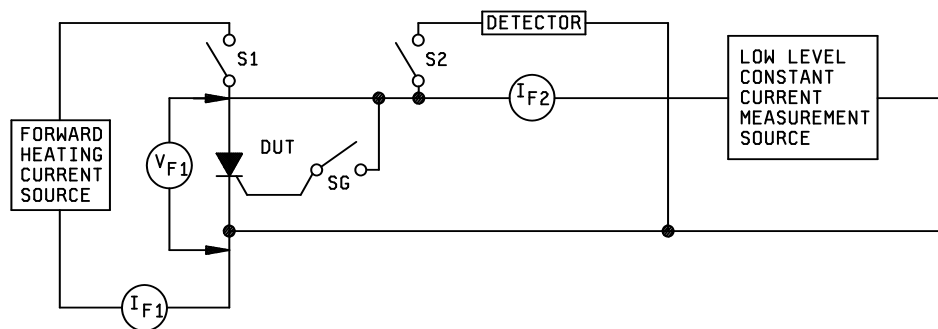 DETECTOR
S1
S2
LOW LEVEL
CONSTANT
CURRENT
MEASUREMENT
SOURCE
IF2
FORWARD
HEATING
CURRENT
SOURCE
VF1
DUT
SG
IF1